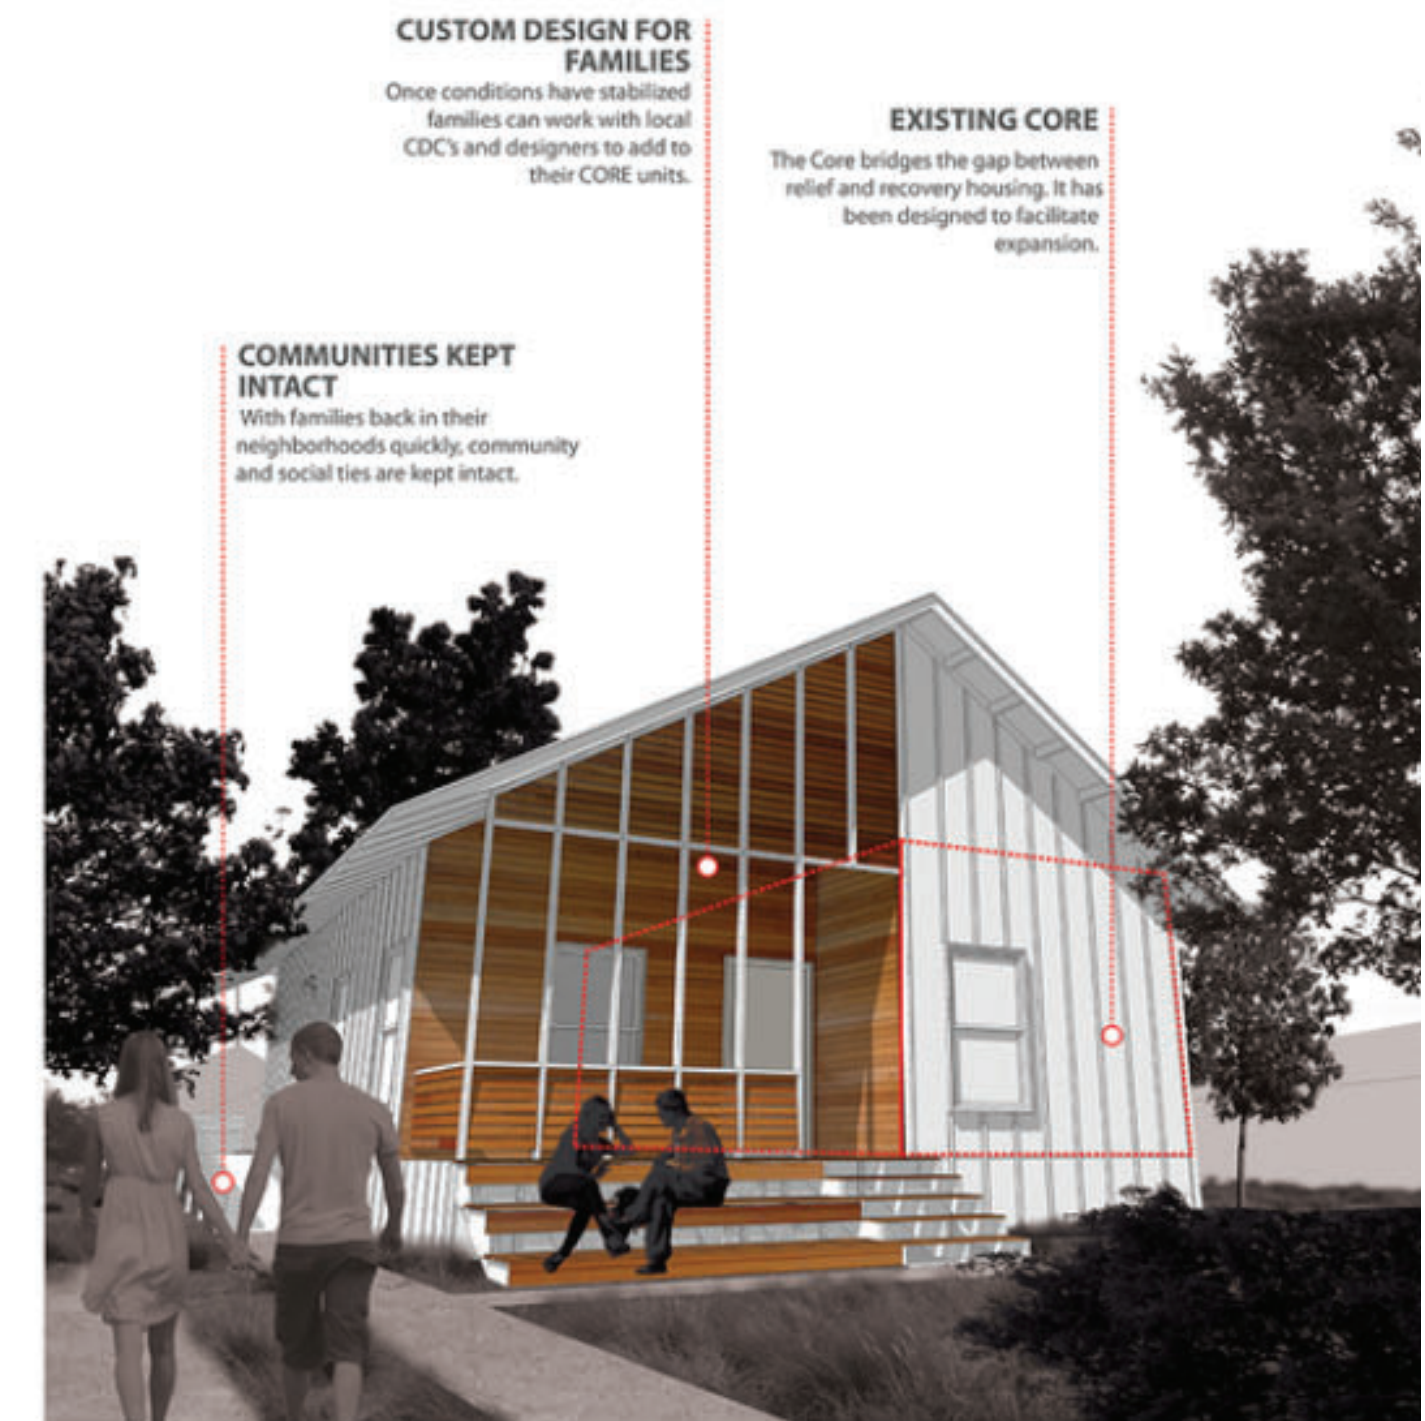 CUSTOM DESIGN FOR
FAMILIES
Once conditions have stabilized
families can work with local
CDC's and designers to add to
their CORE units.
EXISTING CORE
The Core bridges the gap between
relief and recovery housing. It has
been designed to facilitate
expansion.
COMMUNITIES KEPT
INTACT
With families back in their
neighborhoods quickly, community
and social ties are kept intact.